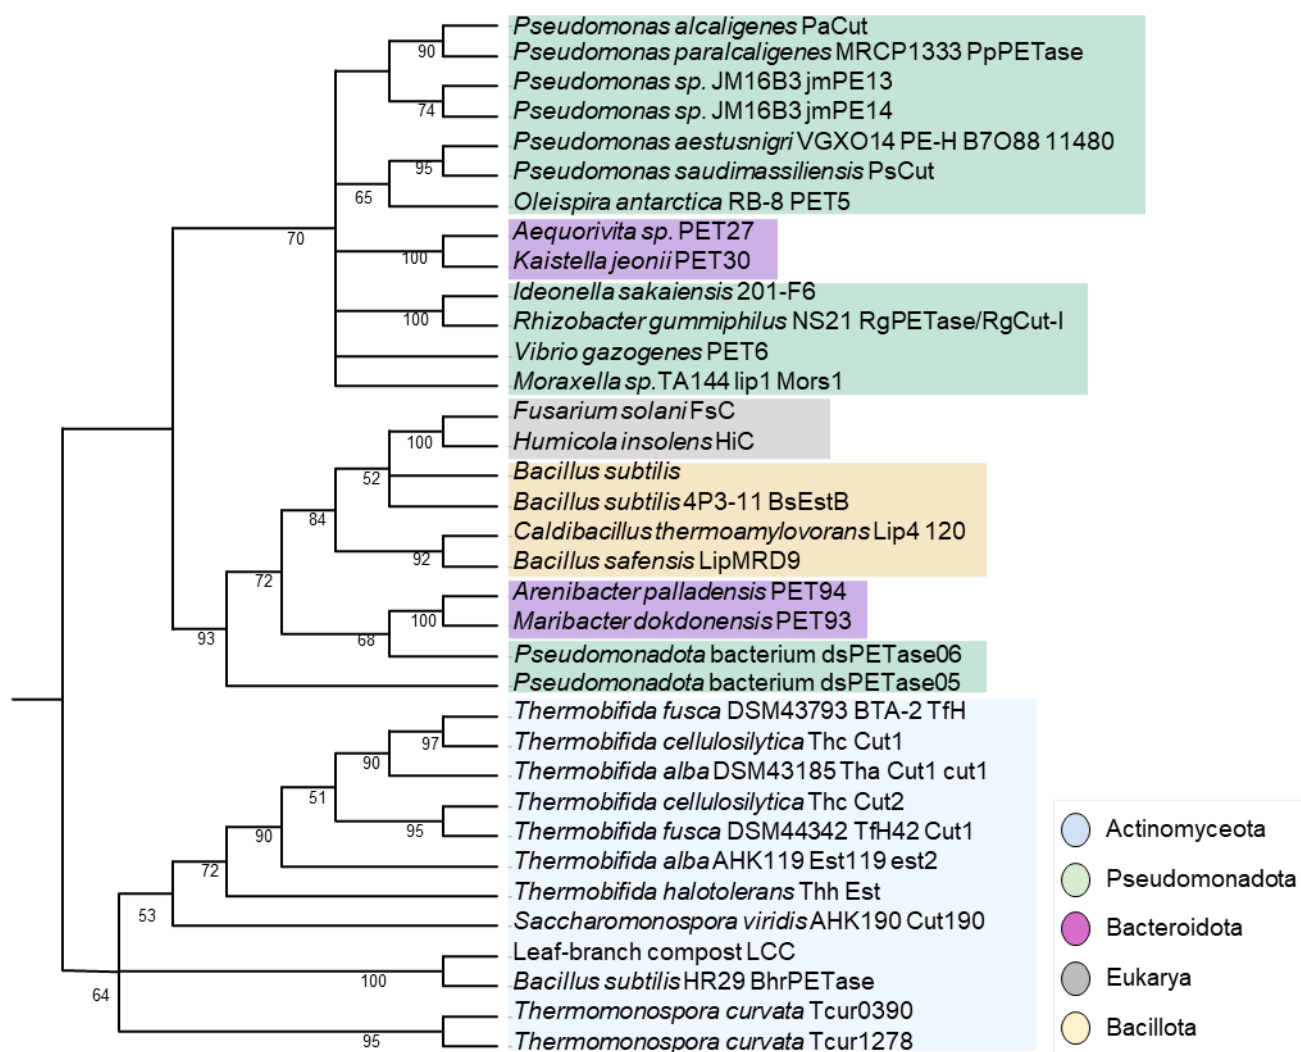 Pseudomonas alcaligenes PaCut
90
Pseudomonas paralcaligenes MRCP1333 PpPETase
Pseudomonas sp. JM16B3 jmPE13
74
Pseudomonas sp. JM16B3 jmPE14
Pseudomonas aestusnigri VGXO14 PE-H B7O88 11480
95
Pseudomonas saudimassiliensis PsCut
65
Oleispira antarctica RB-8 PET5
70
Aequorivita sp. PET27
100
Kaistella jeonii PET30
Ideonella sakaiensis 201-F6
100
Rhizobacter gummiphilus NS21 RgPETase/RgCut-I
Vibrio gazogenes PET6
Moraxella sp. TA144 lip1 Mors1
Fusarium solani FsC
100
Humicola insolens HiC
52
Bacillus subtilis
Bacillus subtilis 4P3-11 BsEstB
84
Caldibacillus thermoamylovorans Lip4 120
92
Bacillus safensis LipMRD9
72
Arenibacter palladensis PET94
100
Maribacter dokdonensis PET93
93
68
Pseudomonadota bacterium dsPETase06
Pseudomonadota bacterium dsPETase05
Thermobifida fusca DSM43793 BTA-2 TfH
97
Thermobifida cellulosilytica Thc Cut1
90
Thermobifida alba DSM43185 Tha Cut1 cut1
51
Thermobifida cellulosilytica Thc Cut2
95
Thermobifida fusca DSM44342 TfH42 Cut1
90
Thermobifida alba AHK119 Est119 est2
72
Thermobifida halotolerans Thh Est
53
Saccharomonospora viridis AHK190 Cut190
Leaf-branch compost LCC
100
Bacillus subtilis HR29 BhrPETase
64
Thermomonospora curvata Tcur0390
95
Thermomonospora curvata Tcur1278
Actinomyceota
Pseudomonadota
Bacteroidota
Eukarya
Bacillota